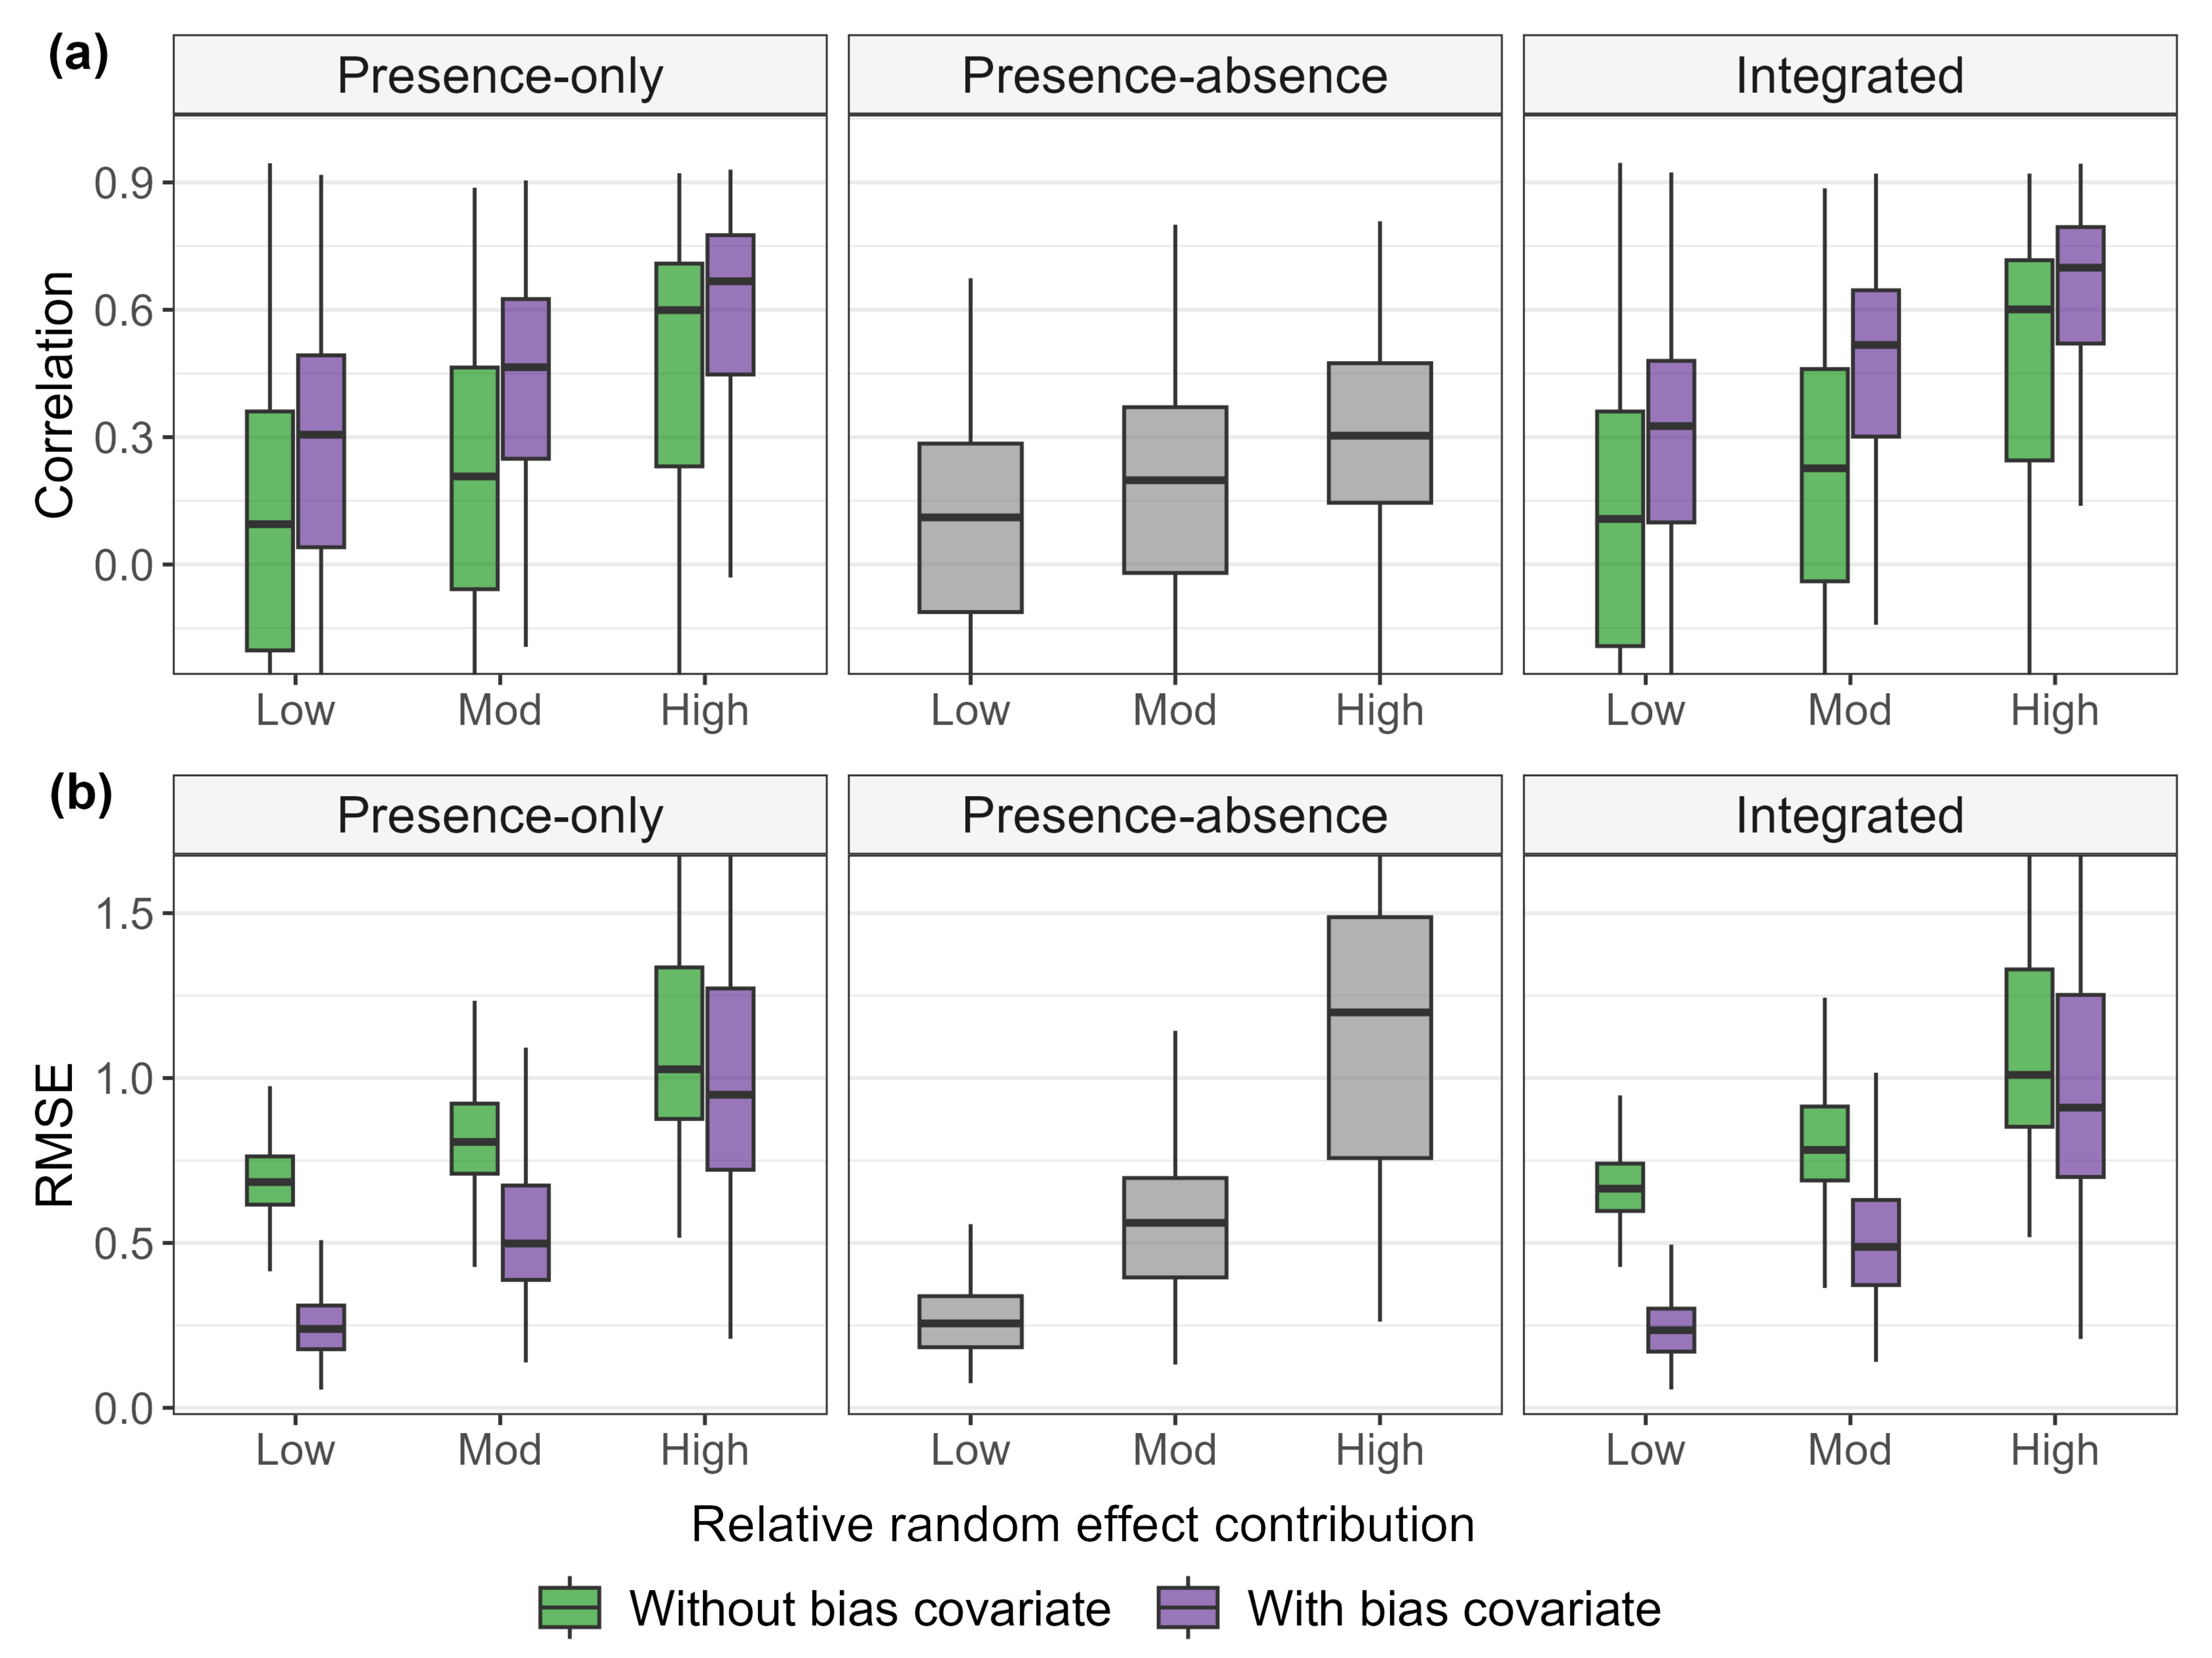 (a)
Presence-only Presence-absence Integrated
Correlation
0.9
0.6
0.3
0.0
Low Mod High Low Mod High Low Mod High
(b)
Presence-only Presence-absence Integrated
RMSE
1.5
1.0
0.5
0.0
Low Mod High Low Mod High Low Mod High
Relative random effect contribution
Without bias covariate With bias covariate